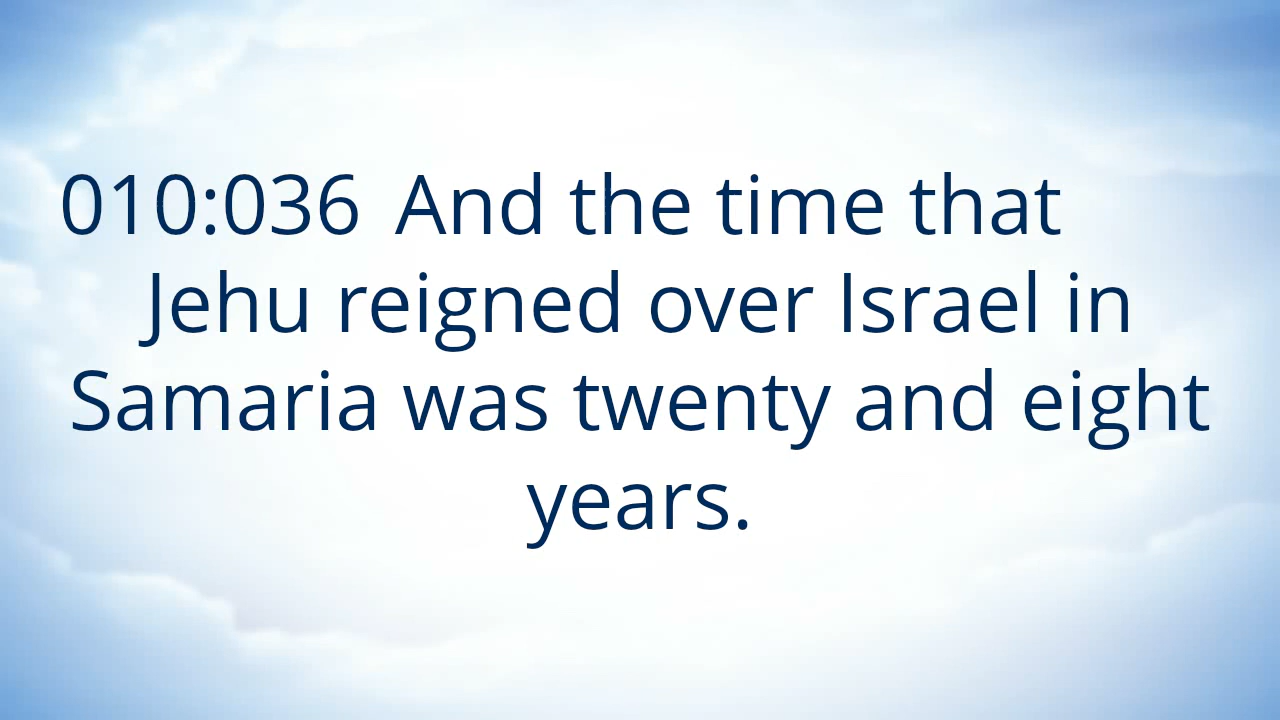 010:036 And the time that
Jehu reigned over Israel in
Samaria was twenty and eight
years.